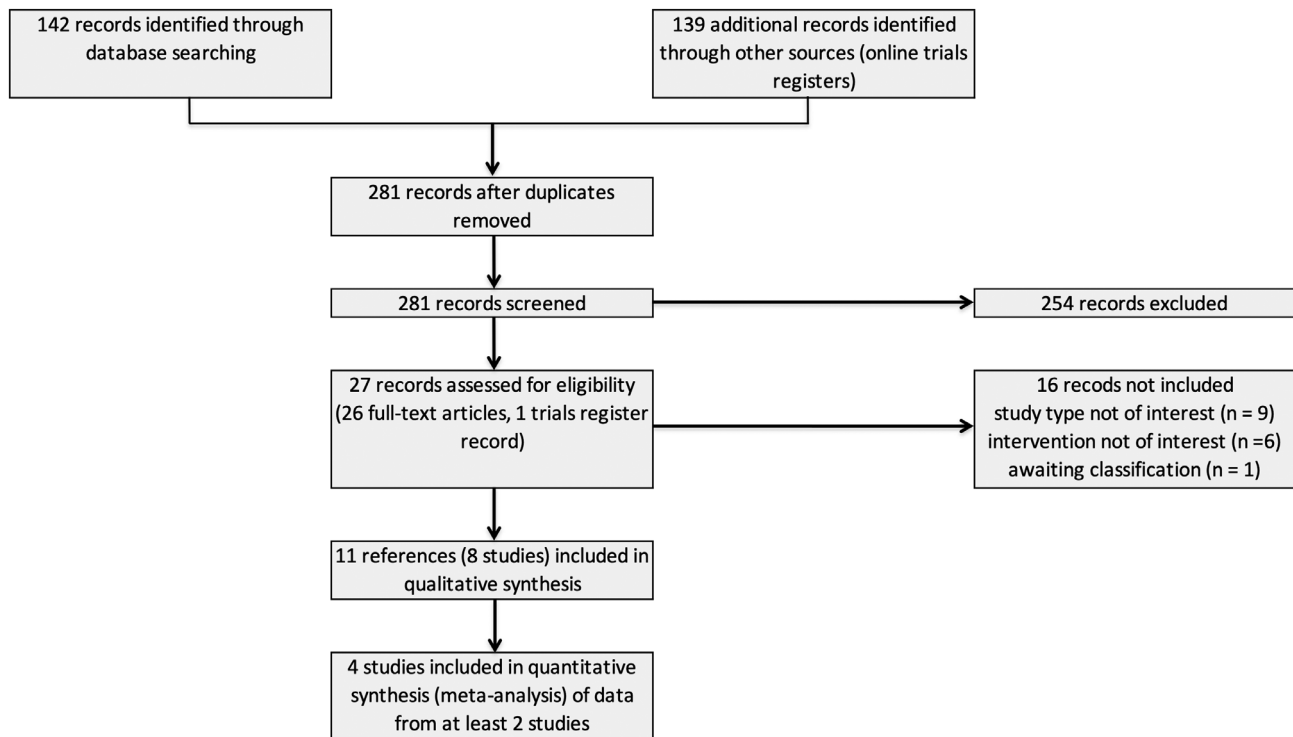 142 records identified through
database searching
139 additional records identified
through other sources (online trials
registers)
281 records after duplicates
removed
281 records screened
254 records excluded
27 records assessed for eligibility
(26 full-text articles, 1 trials register
record)
16 recods not included
study type not of interest (n = 9)
intervention not of interest (n =6)
awaiting classification (n = 1)
11 references (8 studies) included in
qualitative synthesis
4 studies included in quantitative
synthesis (meta-analysis) of data
from at least 2 studies